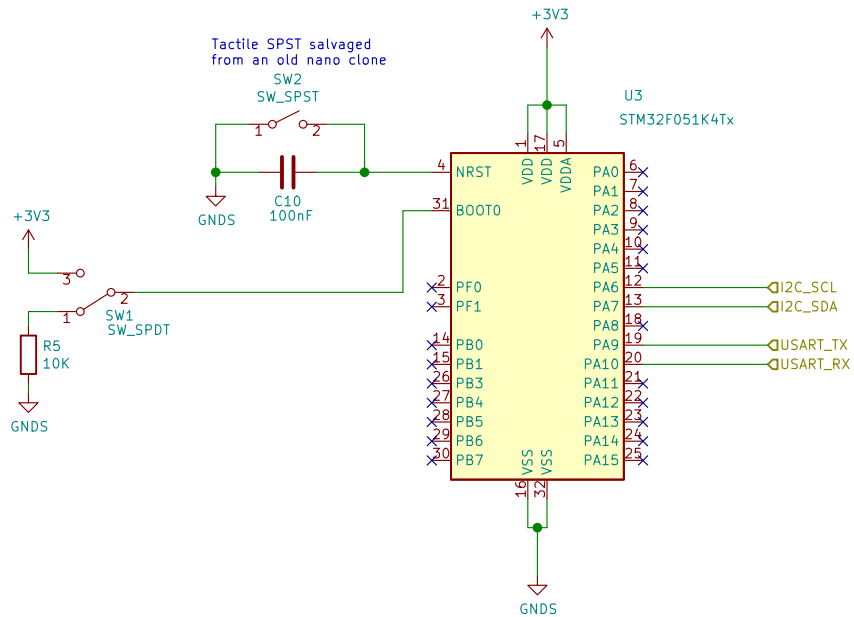 +3V3
Tactile SPST salvaged
from an old nano clone
SW2
SW_SPST
1
2
C10
100nF
GNDS
+3V3
3
2
1
SW1
SW_SPDT
R5
10K
GNDS
U3
STM32F051K4Tx
1
17
5
VDD
VDD
VDDA
4
NRST
31
BOOT0
2
PF0
3
PF1
14
PB0
15
PB1
26
PB3
27
PB4
28
PB5
29
PB6
30
PB7
PA0
6
PA1
7
PA2
8
PA3
9
PA4
10
PA5
11
PA6
12
I2C_SCL
PA7
13
I2C_SDA
PA8
18
PA9
19
USART_TX
PA10
20
USART_RX
PA11
21
PA12
22
PA13
23
PA14
24
PA15
25
VSS
VSS
16
32
GNDS